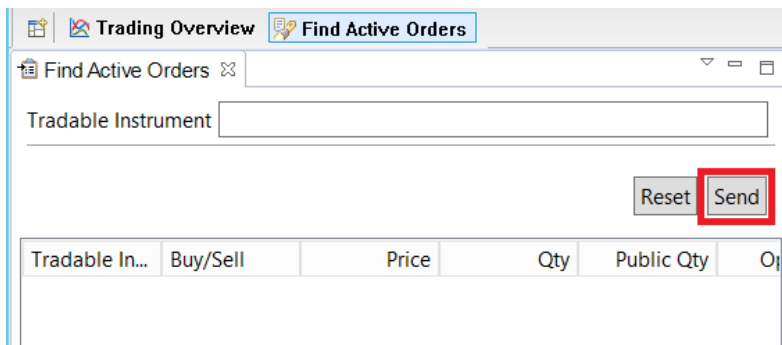 Trading Overview Find Active Orders
Find Active Orders
Tradable Instrument
Reset Send
Tradable In... Buy/Sell Price Qty Public Qty